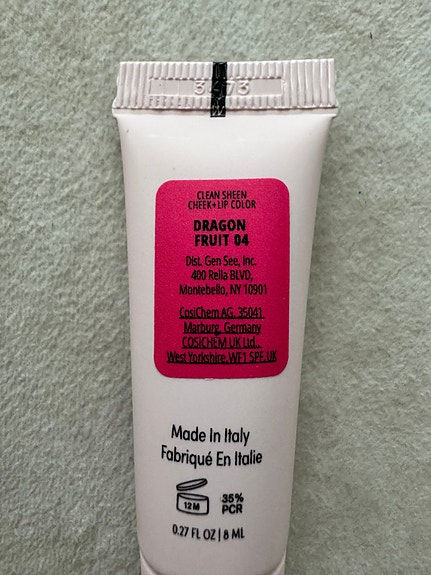 3473
CLEAN SHEEN
CHEEK+LIP COLOR
DRAGON
FRUIT 04
Dist. Gen See, Inc.
400 Rella BLVD,
Montebello, NY 10901
CosiChem AG, 35041
Marburg, Germany
COSICHEM UK Ltd.,
West Yorkshire, WF1 5PF, UK
Made In Italy
Fabriqué En Italie
12M
35%
PCR
0.27 FL OZ | 8 ML